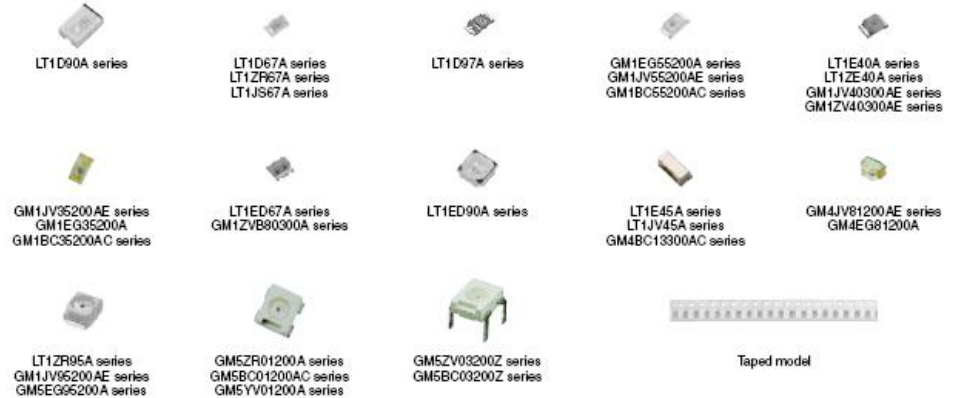 LT1D90A series
LT1D67A series
LT1ZR67A series
LT1JS67A series
LT1D97A series
GM1EG55200A series
GM1JV55200AE series
GM1BC55200AC series
LT1E40A series
LT1ZE40A series
GM1JV40300AE series
GM1ZV40300AE series
GM1JV35200AE series
GM1EG35200A
GM1BC35200AC series
LT1ED67A series
GM1ZVB80300A series
LT1ED90A series
LT1E45A series
LT1JV45A series
GM4BC13300AC series
GM4JV81200AE series
GM4EG81200A
LT1ZR95A series
GM1JV95200AE series
GM5EG95200A series
GM5ZR01200A series
GM5BC01200AC series
GM5YV01200A series
GM5ZV03200Z series
GM5BC03200Z series
Taped model